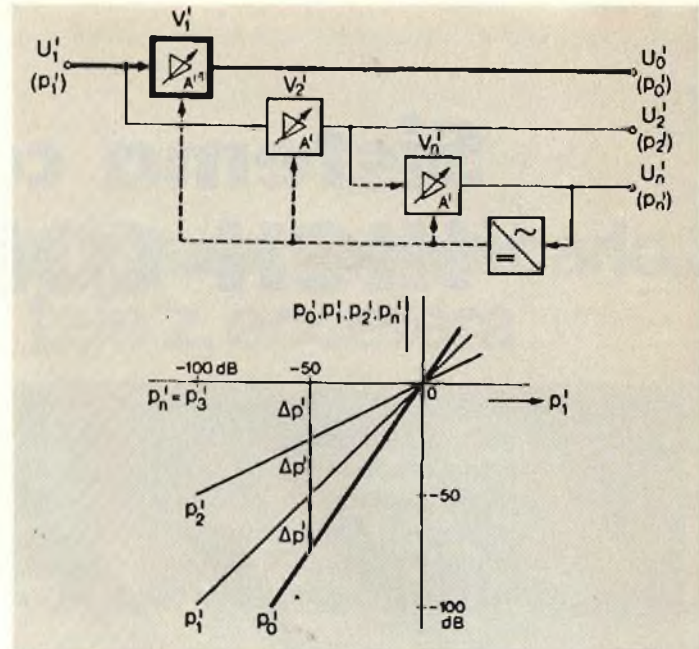 V₁'
U₁'
(p₁')
A'⁻¹
V₂'
A'
Vₙ'
A'
U₀'
(p₀')
U₂'
(p₂')
Uₙ'
(pₙ')
= ~
p₀', p₁', p₂', pₙ'
-100 dB -50 0
pₙ' = p₃' p₁'
Δp'
Δp'
Δp'
p₂'
p₁'
p₀'
-50
-100
dB